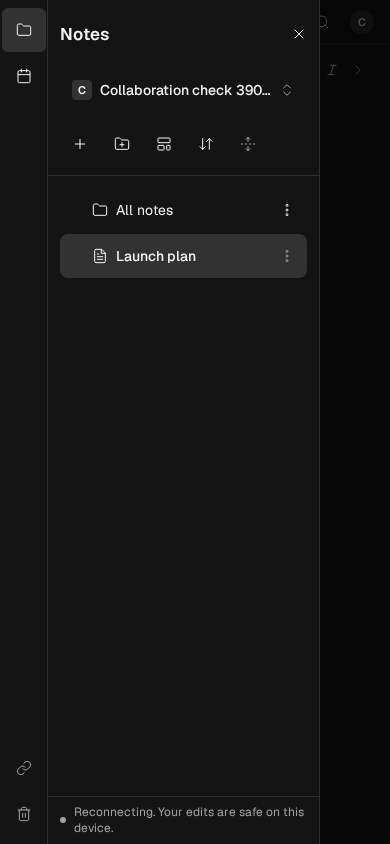 Notes
C
C Collaboration check 390...
All notes
Launch plan
Reconnecting. Your edits are safe on this
device.